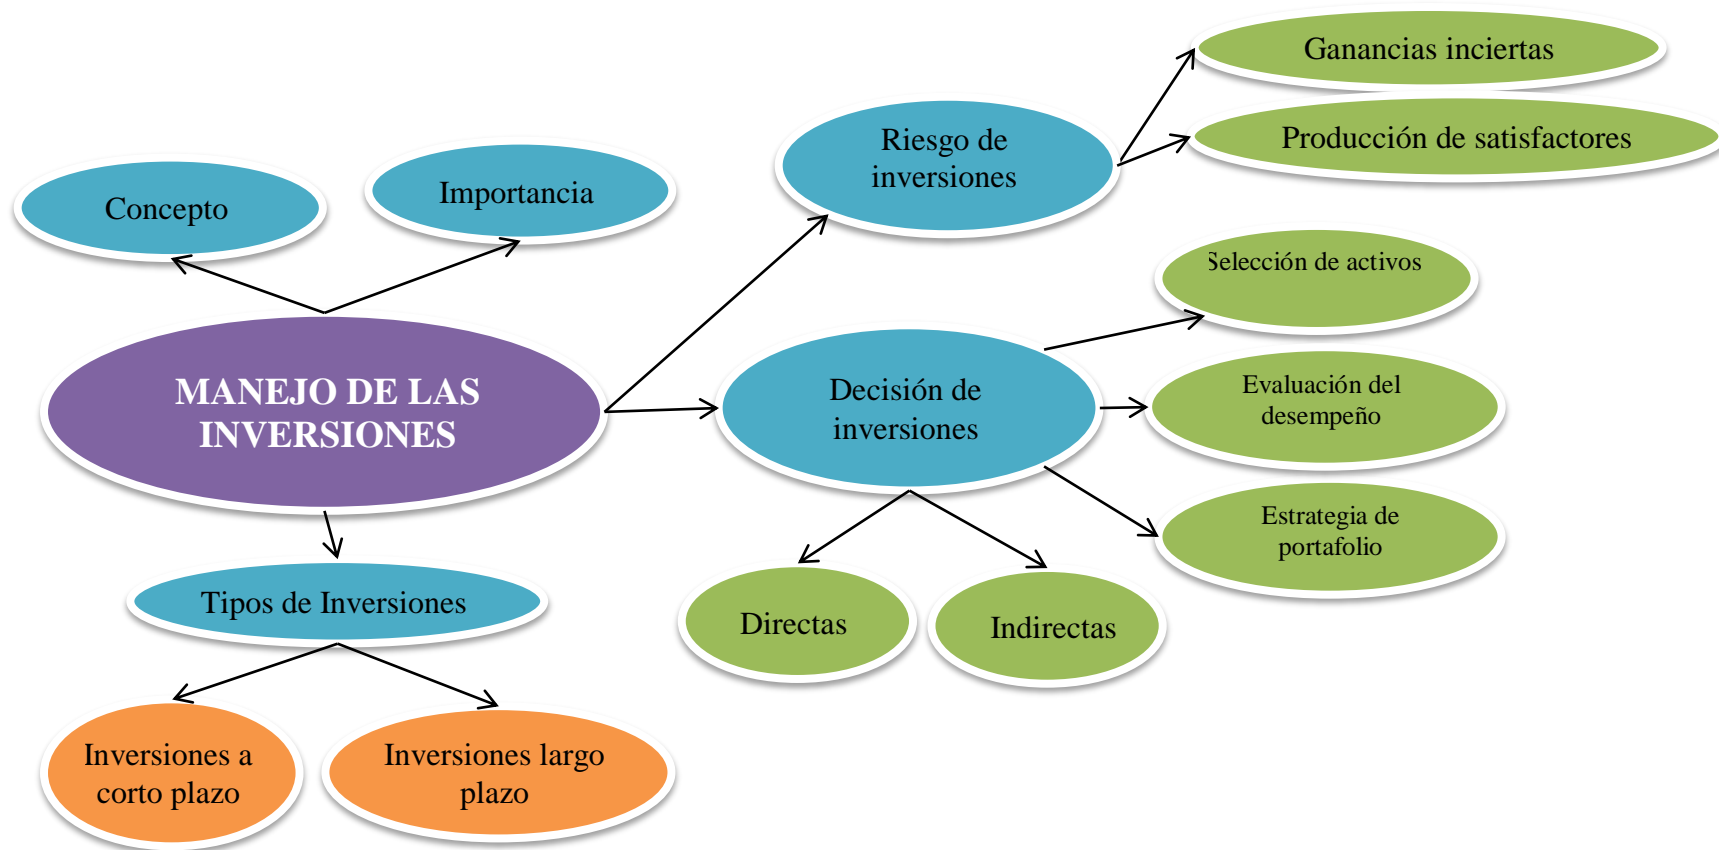 Ganancias inciertas
Producción de satisfactores
Riesgo de
inversiones
Concepto
Importancia
Selección de activos
MANEJO DE LAS
INVERSIONES
Decisión de
inversiones
Evaluación del
desempeño
Estrategia de
portafolio
Tipos de Inversiones
Directas
Indirectas
Inversiones a
corto plazo
Inversiones largo
plazo